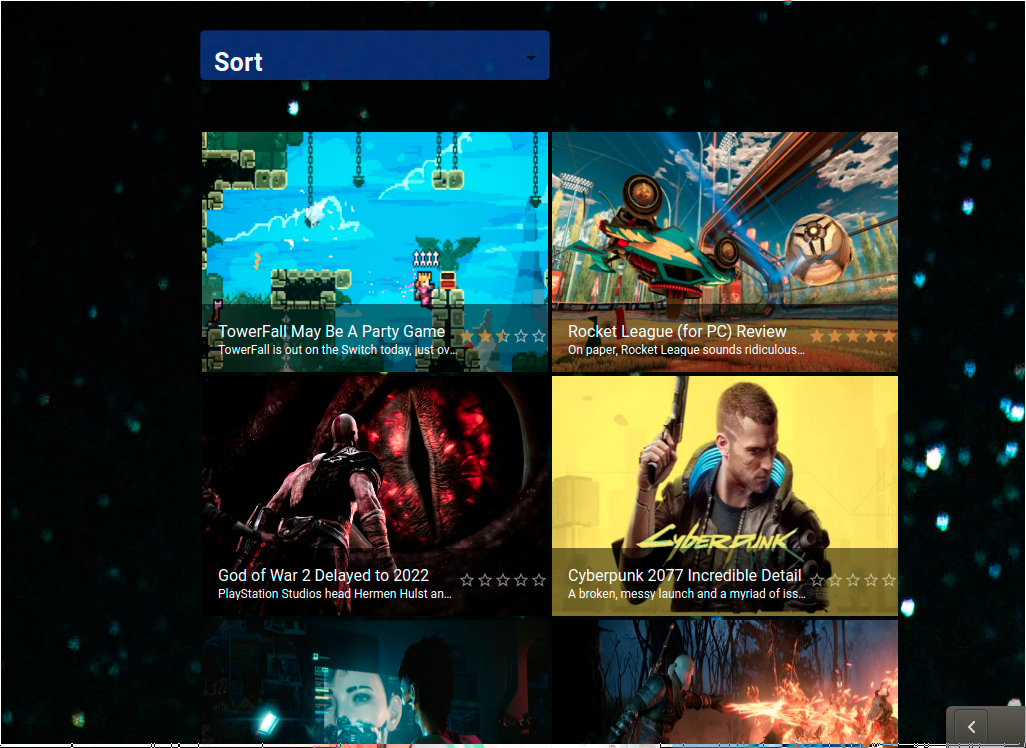 Sort
TowerFall May Be A Party Game
TowerFall is out on the Switch today, just ov...
Rocket League (for PC) Review
On paper, Rocket League sounds ridiculous...
CYBERPUNK
God of War 2 Delayed to 2022
PlayStation Studios head Hermen Hulst an...
Cyberpunk 2077 Incredible Detail
A broken, messy launch and a myriad of iss...